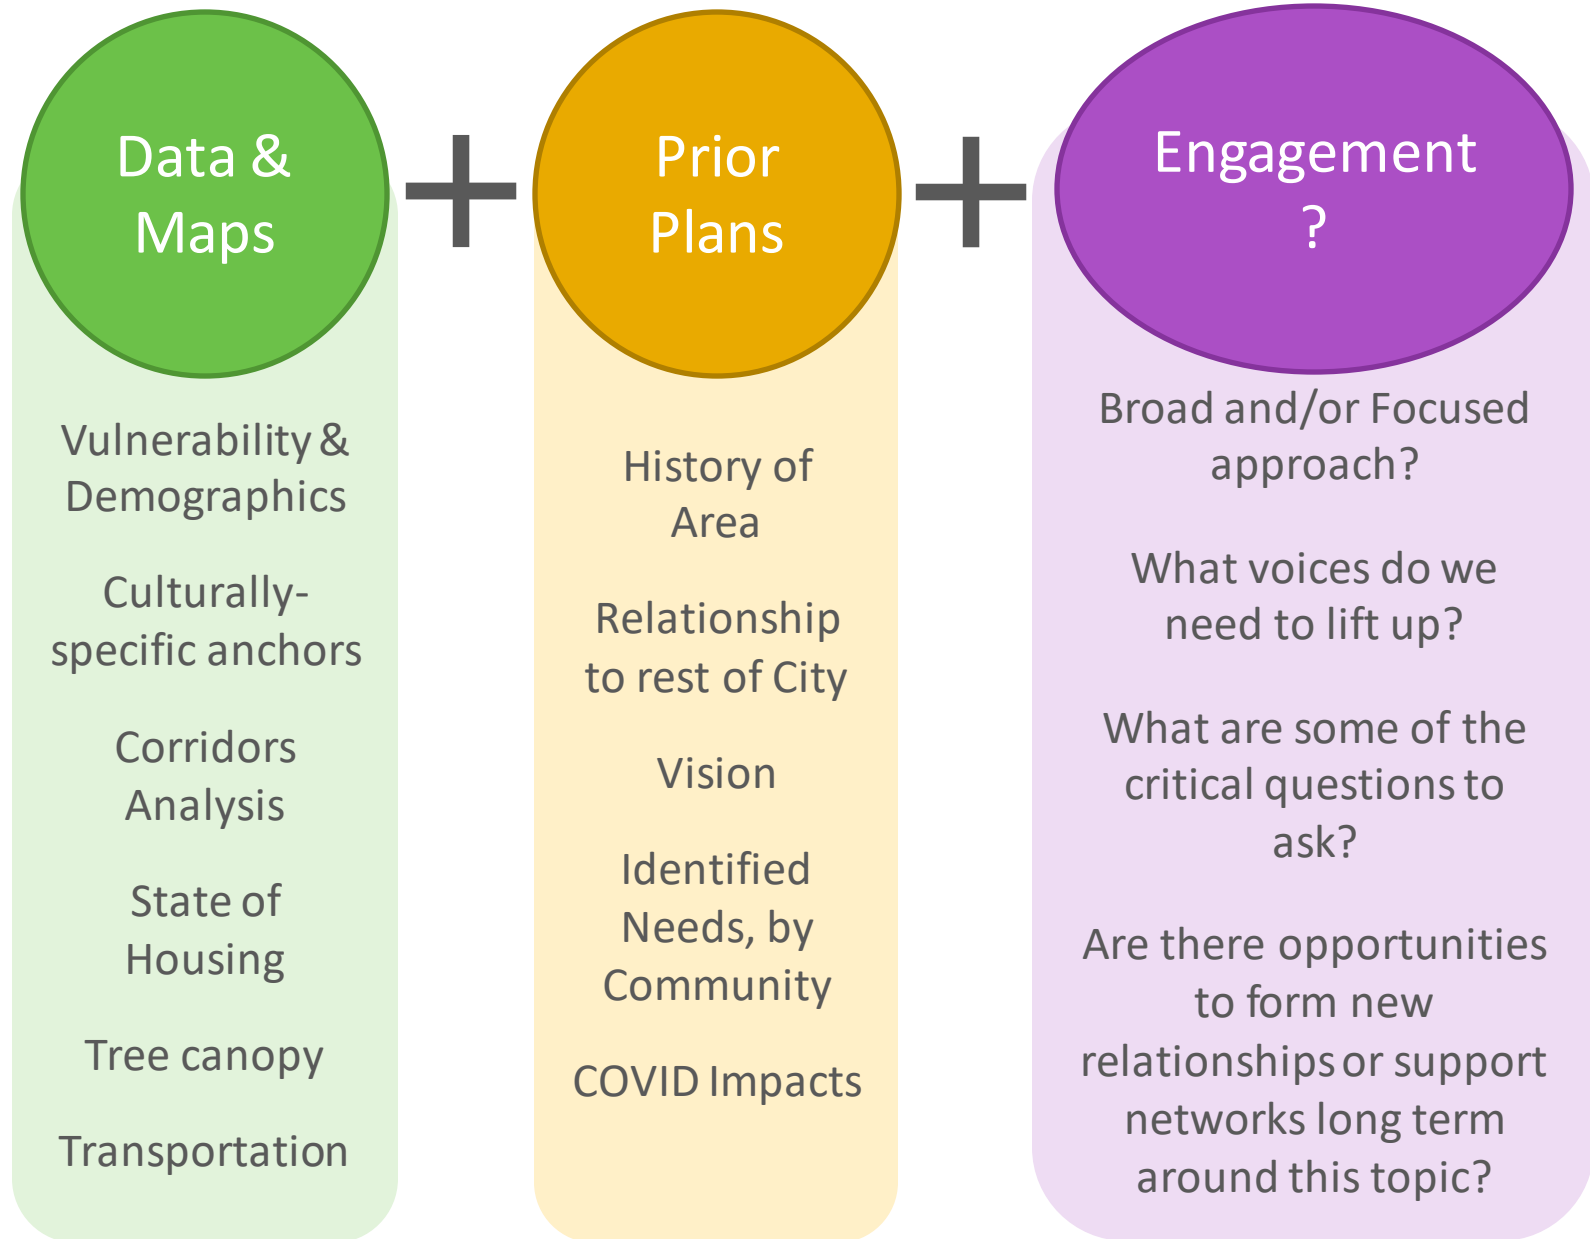 Data &
Maps
Vulnerability &
Demographics
Culturally-
specific anchors
Corridors
Analysis
State of
Housing
Tree canopy
Transportation
+
Prior
Plans
History of
Area
Relationship
to rest of City
Vision
Identified
Needs, by
Community
COVID Impacts
+
Engagement
?
Broad and/or Focused
approach?
What voices do we
need to lift up?
What are some of the
critical questions to
ask?
Are there opportunities
to form new
relationships or support
networks long term
around this topic?